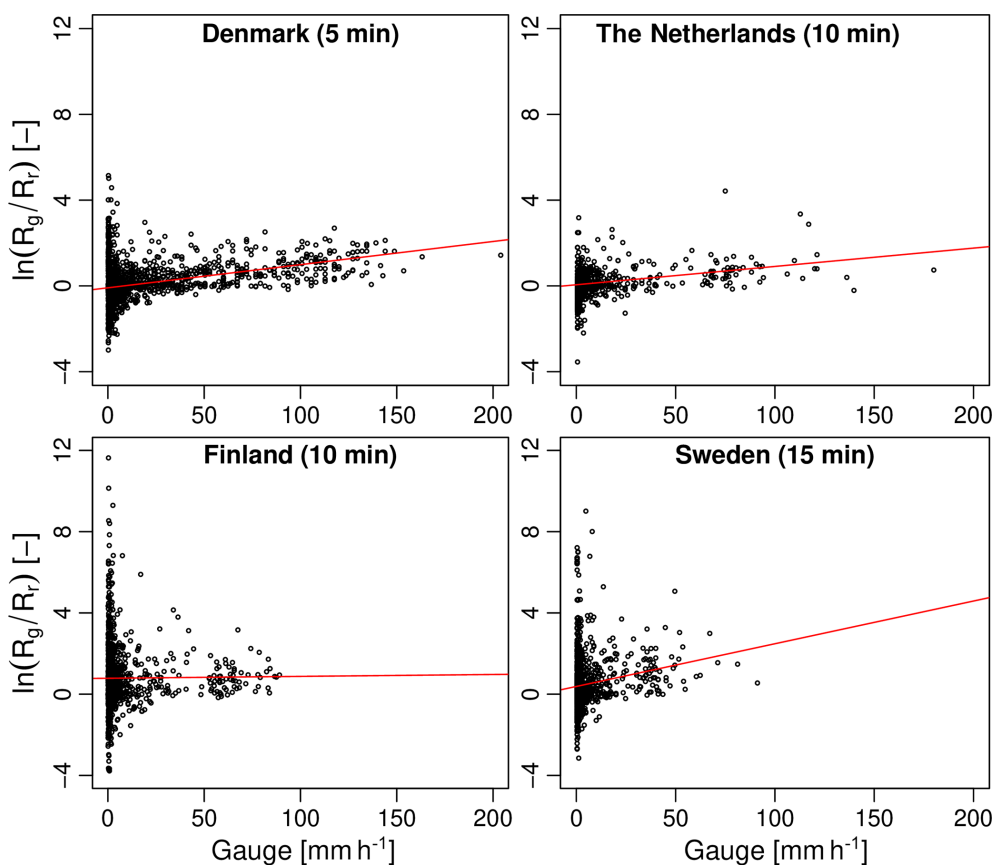 Denmark (5 min)
ln(Rg/Rr) [−]
12
8
4
0
−4
0 50 100 150 200
The Netherlands (10 min)
12
8
4
0
−4
0 50 100 150 200
Finland (10 min)
ln(Rg/Rr) [−]
12
8
4
0
−4
0 50 100 150 200
Gauge [mm h-1]
Sweden (15 min)
12
8
4
0
−4
0 50 100 150 200
Gauge [mm h-1]